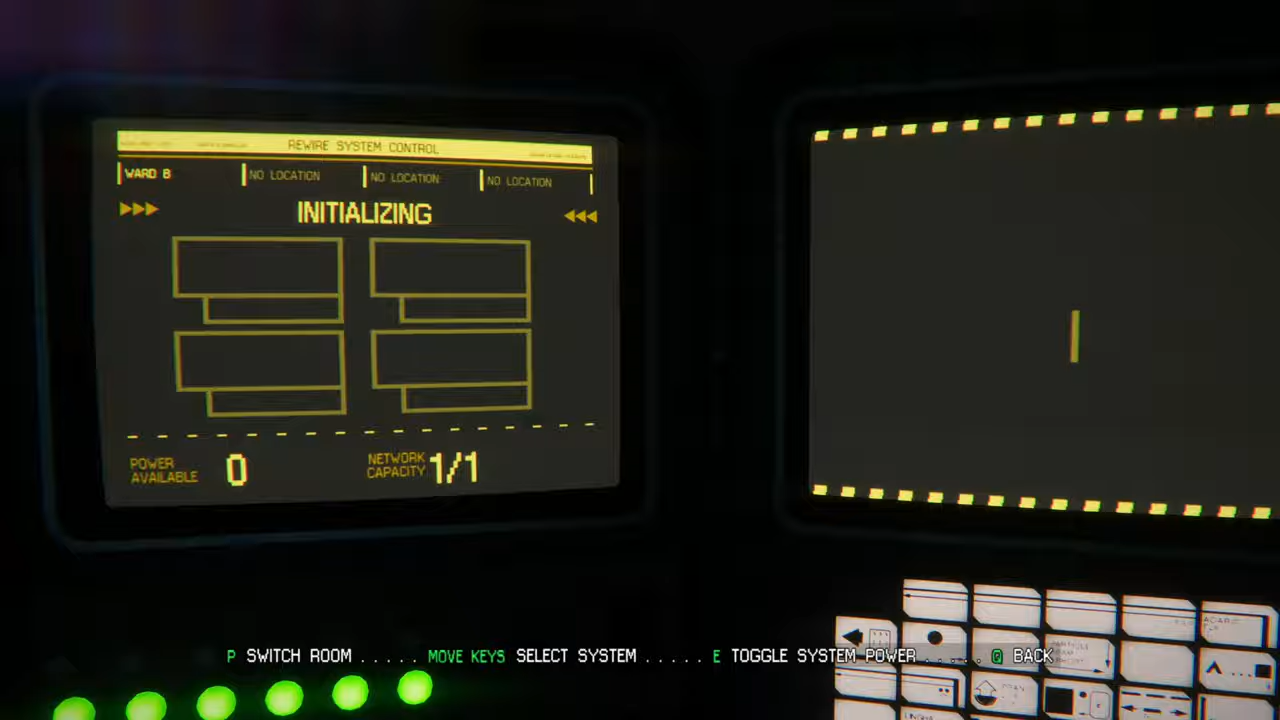 REWIRE SYSTEM CONTROL
WARD B NO LOCATION NO LOCATION NO LOCATION
INITIALIZING
POWER AVAILABLE 0 NETWORK CAPACITY 1/1
P SWITCH ROOM ..... MOVE KEYS SELECT SYSTEM ..... E TOGGLE SYSTEM POWER ..... Q BACK